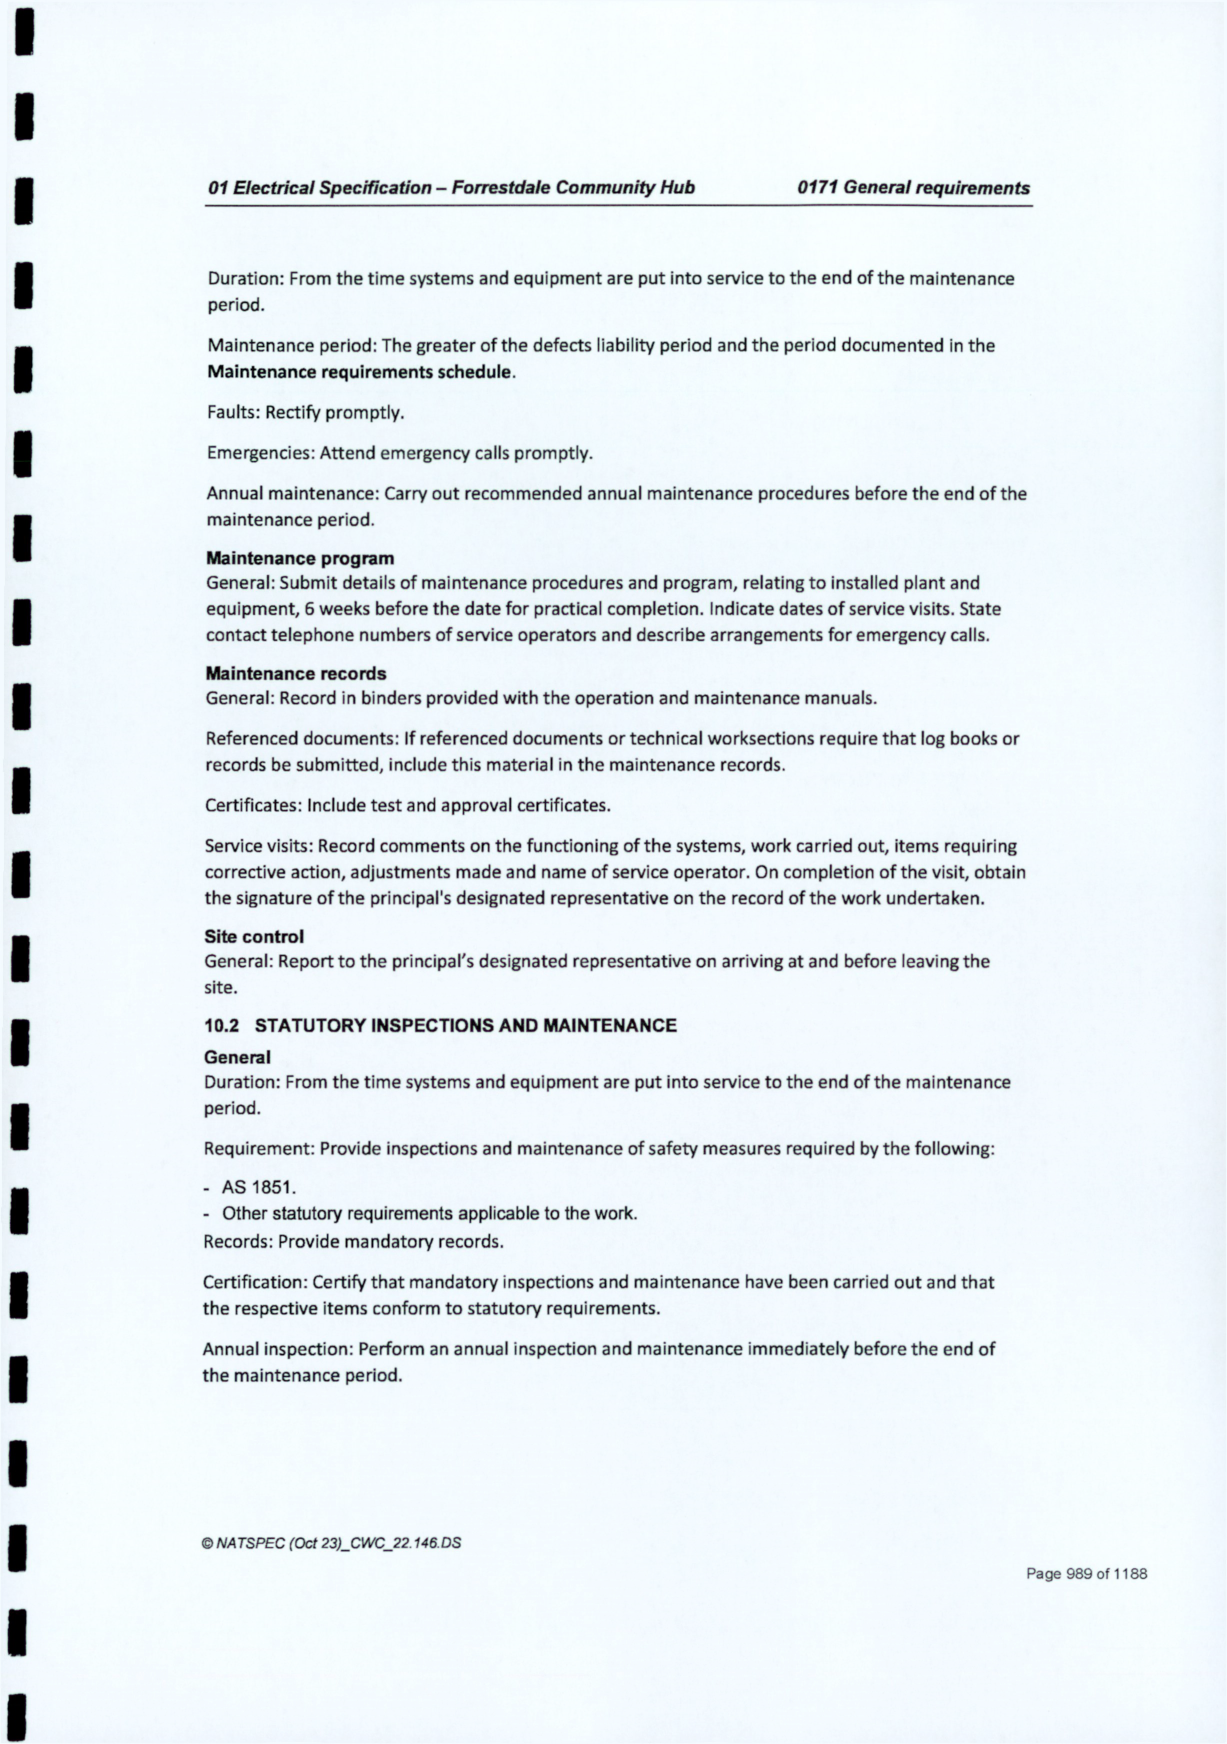 01 Electrical Specification – Forrestdale Community Hub 0171 General requirements
Duration: From the time systems and equipment are put into service to the end of the maintenance
period.
Maintenance period: The greater of the defects liability period and the period documented in the
Maintenance requirements schedule.
Faults: Rectify promptly.
Emergencies: Attend emergency calls promptly.
Annual maintenance: Carry out recommended annual maintenance procedures before the end of the
maintenance period.
Maintenance program
General: Submit details of maintenance procedures and program, relating to installed plant and
equipment, 6 weeks before the date for practical completion. Indicate dates of service visits. State
contact telephone numbers of service operators and describe arrangements for emergency calls.
Maintenance records
General: Record in binders provided with the operation and maintenance manuals.
Referenced documents: If referenced documents or technical worksections require that log books or
records be submitted, include this material in the maintenance records.
Certificates: Include test and approval certificates.
Service visits: Record comments on the functioning of the systems, work carried out, items requiring
corrective action, adjustments made and name of service operator. On completion of the visit, obtain
the signature of the principal's designated representative on the record of the work undertaken.
Site control
General: Report to the principal's designated representative on arriving at and before leaving the
site.
10.2 STATUTORY INSPECTIONS AND MAINTENANCE
General
Duration: From the time systems and equipment are put into service to the end of the maintenance
period.
Requirement: Provide inspections and maintenance of safety measures required by the following:
- AS 1851.
- Other statutory requirements applicable to the work.
Records: Provide mandatory records.
Certification: Certify that mandatory inspections and maintenance have been carried out and that
the respective items conform to statutory requirements.
Annual inspection: Perform an annual inspection and maintenance immediately before the end of
the maintenance period.
© NATSPEC (Oct 23)_CWC_22.146.DS
Page 989 of 1188